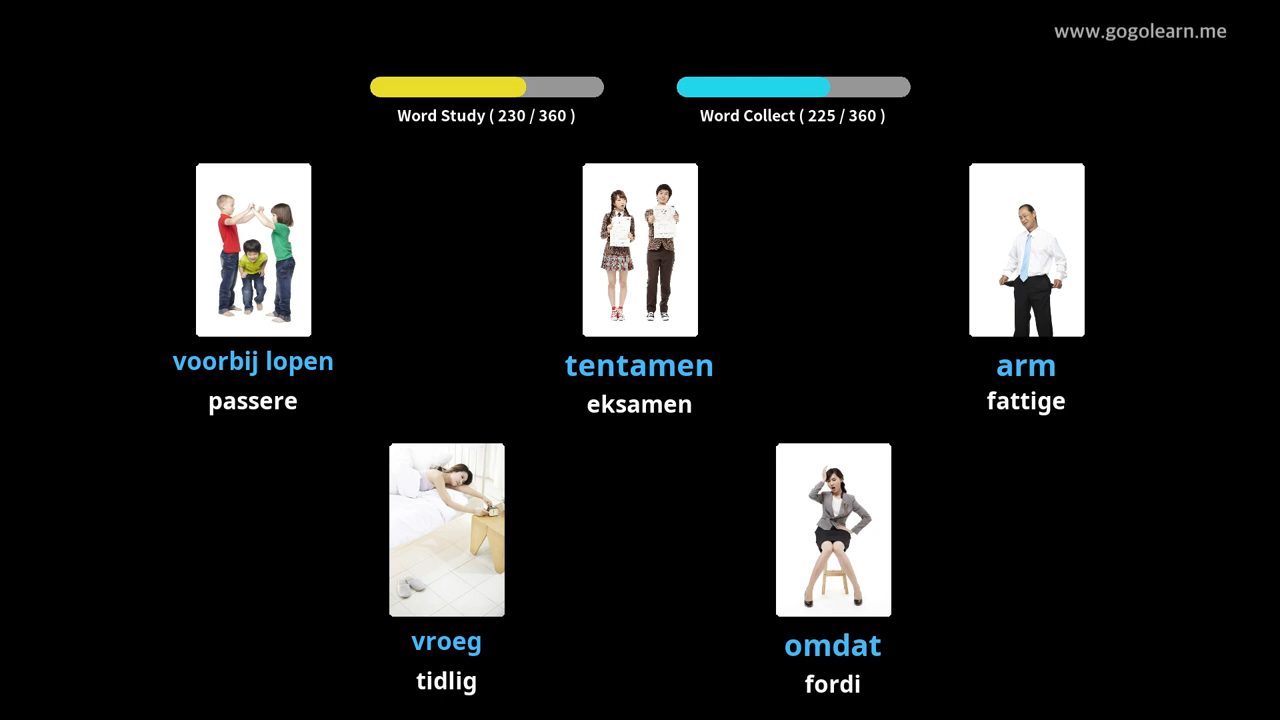 www.gogolearn.me
Word Study ( 230 / 360 )
Word Collect ( 225 / 360 )
voorbij lopen
passere
tentamen
eksamen
arm
fattige
vroeg
tidlig
omdat
fordi